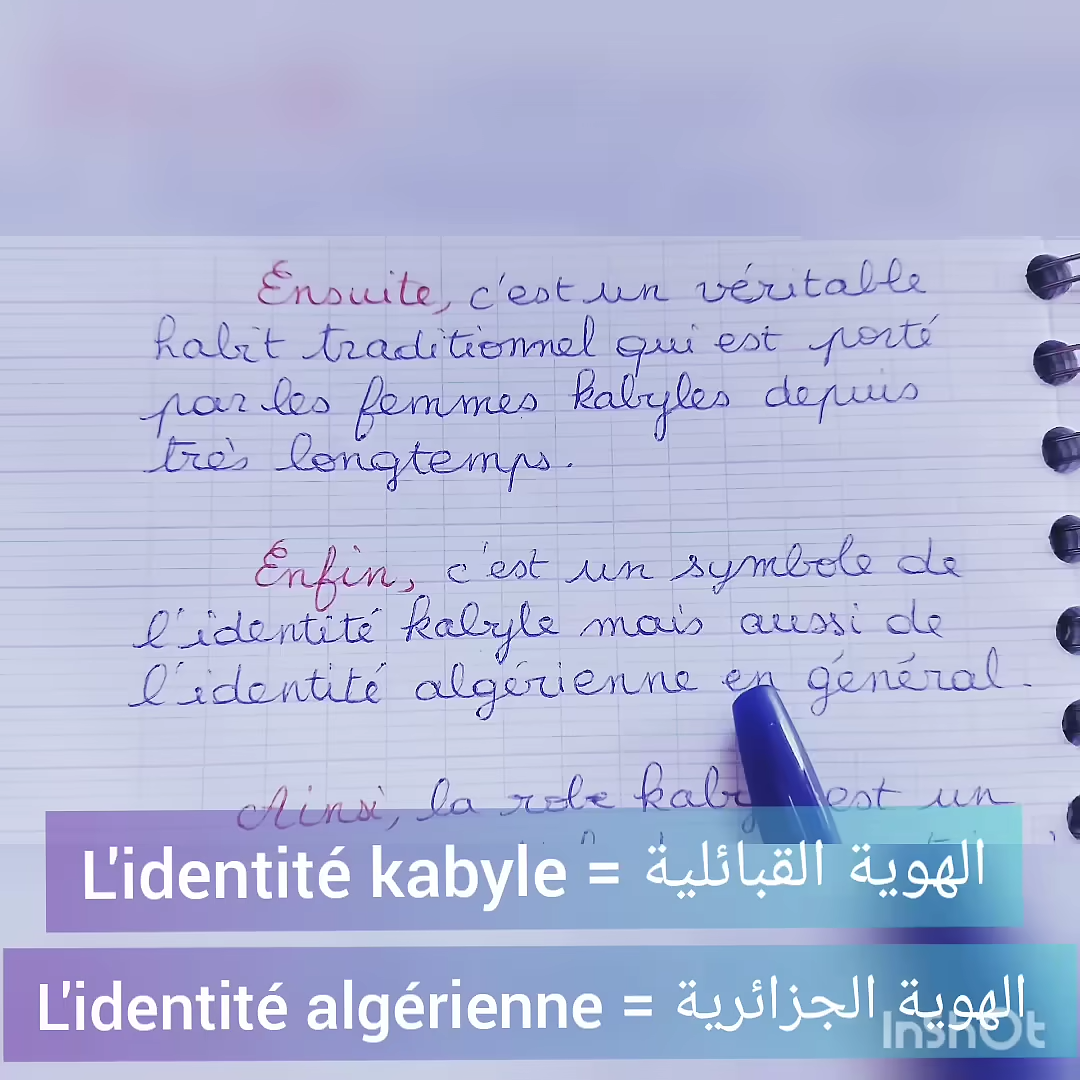 Ensuite, c'est un véritable
habit traditionnel qui est porté
par les femmes kabyles depuis
très longtemps.
Enfin, c'est un symbole de
l'identité kabyle mais aussi de
l'identité algérienne en général.
Ainsi, la robe est un
L'identité kabyle = الهوية القبائلية
L'identité algérienne = الهوية الجزائرية
InShOt